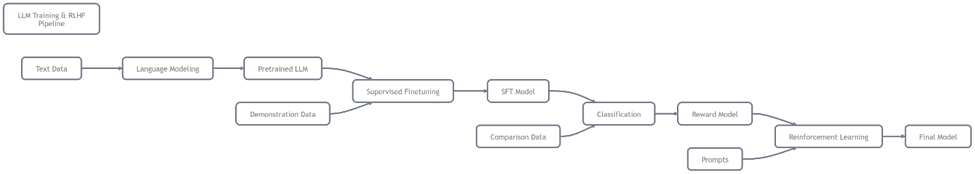 LLM Training & RLHF
Pipeline
Text Data
Language Modeling
Pretrained LLM
Demonstration Data
Supervised Finetuning
SFT Model
Comparison Data
Classification
Reward Model
Prompts
Reinforcement Learning
Final Model